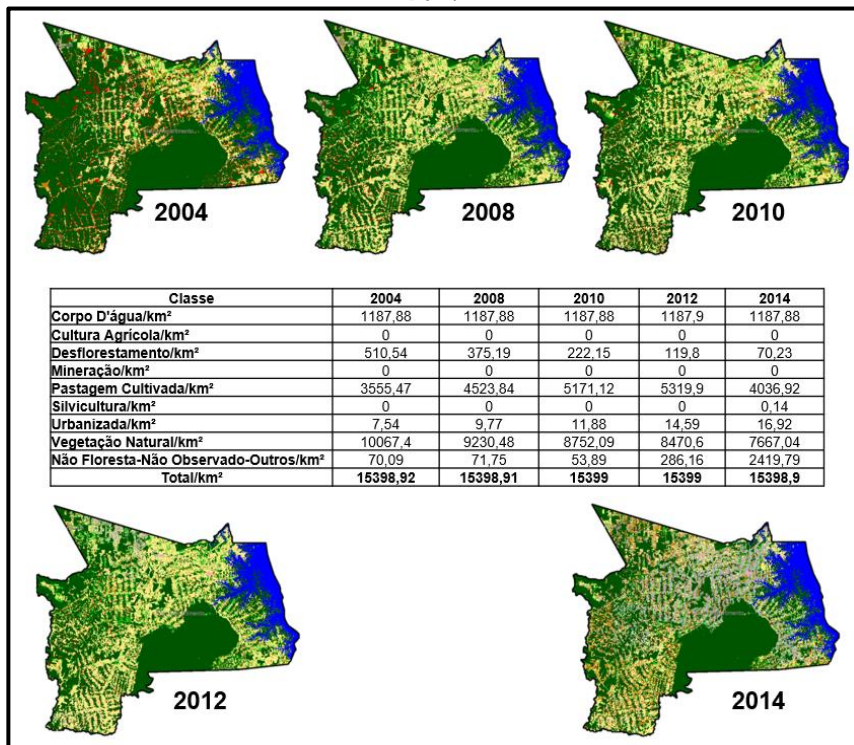 2004
2008
2010
Classe 2004 2008 2010 2012 2014
Corpo D'água/km² 1187,88 1187,88 1187,88 1187,9 1187,88
Cultura Agrícola/km² 0 0 0 0 0
Desflorestamento/km² 510,54 375,19 222,15 119,8 70,23
Mineração/km² 0 0 0 0 0
Pastagem Cultivada/km² 3555,47 4523,84 5171,12 5319,9 4036,92
Silvicultura/km² 0 0 0 0 0,14
Urbanizada/km² 7,54 9,77 11,88 14,59 16,92
Vegetação Natural/km² 10067,4 9230,48 8752,09 8470,6 7667,04
Não Floresta-Não Observado-Outros/km² 70,09 71,75 53,89 286,16 2419,79
Total/km² 15398,92 15398,91 15399 15399 15398,9
2012
2014